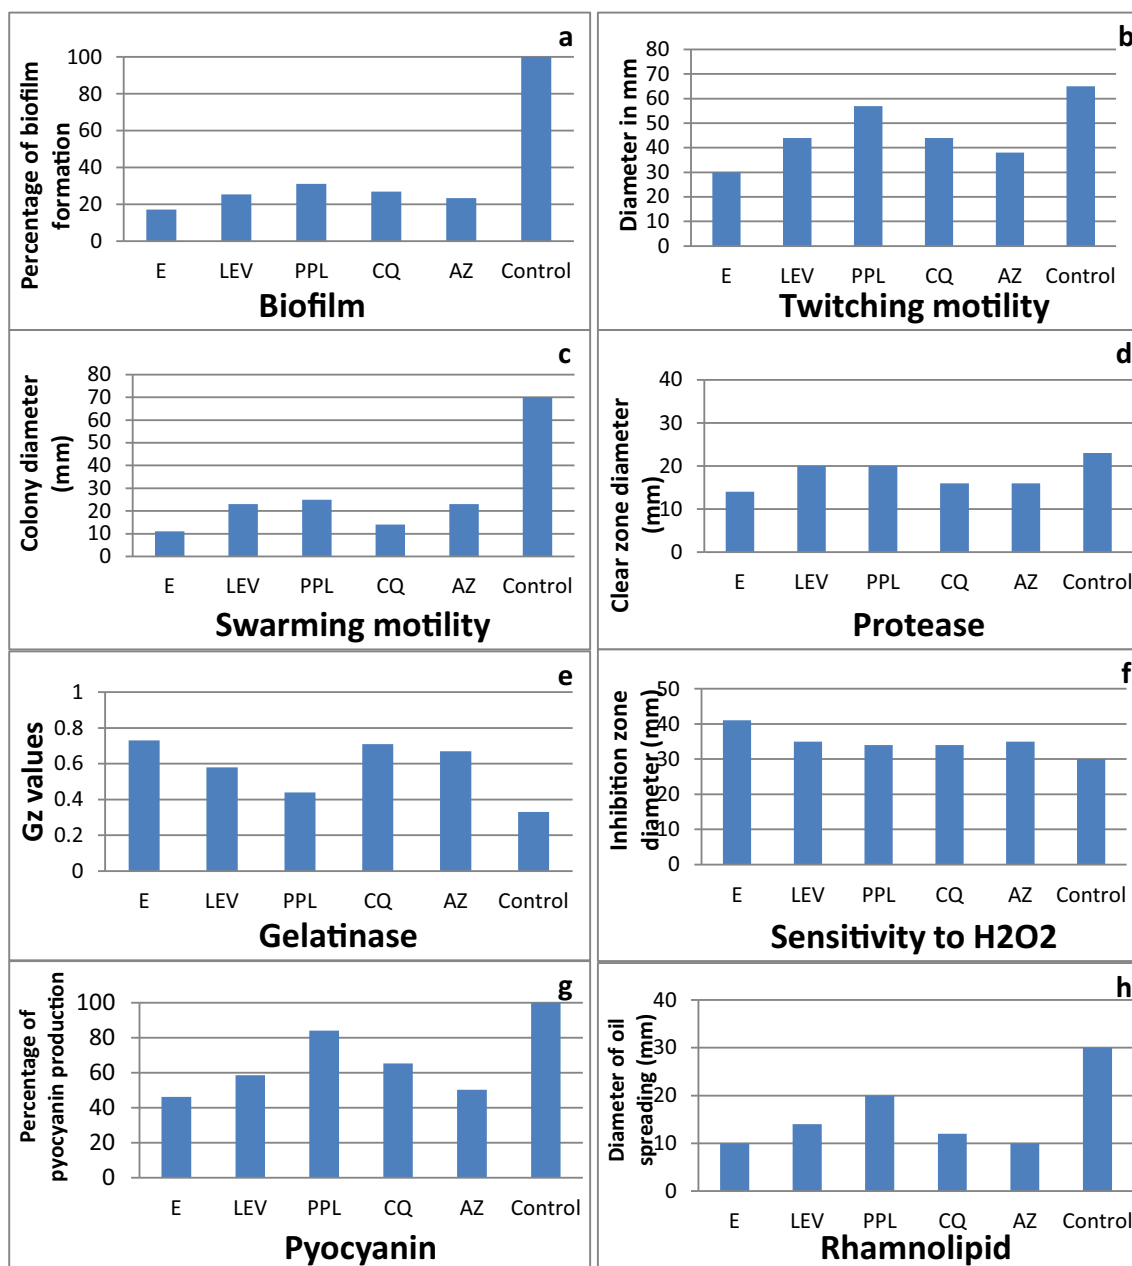 a
Percentage of biofilm
formation
100
80
60
40
20
0
E LEV PPL CQ AZ Control
Biofilm
b
Diameter in mm
80
70
60
50
40
30
20
10
0
E LEV PPL CQ AZ Control
Twitching motility
c
Colony diameter
(mm)
80
70
60
50
40
30
20
10
0
E LEV PPL CQ AZ Control
Swarming motility
d
Clear zone diameter
(mm)
40
30
20
10
0
E LEV PPL CQ AZ Control
Protease
e
Gz values
1
0.8
0.6
0.4
0.2
0
E LEV PPL CQ AZ Control
Gelatinase
f
Inhibition zone
diameter (mm)
50
40
30
20
10
0
E LEV PPL CQ AZ Control
Sensitivity to H2O2
g
Percentage of
pyocyanin production
100
80
60
40
20
0
E LEV PPL CQ AZ Control
Pyocyanin
h
Diameter of oil
spreading (mm)
40
30
20
10
0
E LEV PPL CQ AZ Control
Rhamnolipid